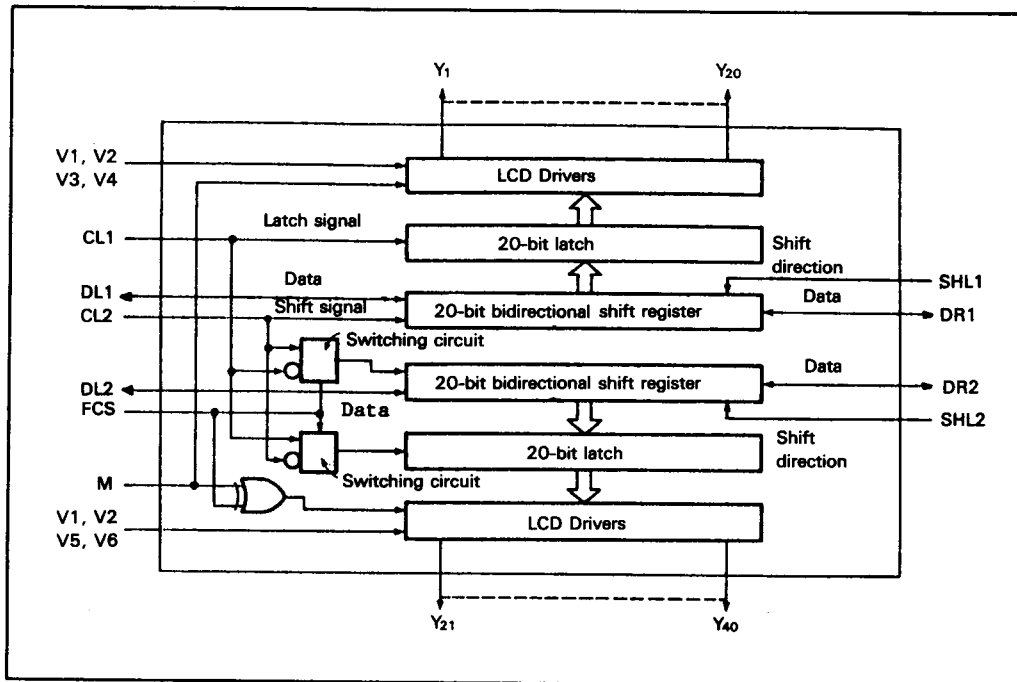 Y1
Y20
V1, V2
V3, V4
LCD Drivers
Latch signal
CL1
20-bit latch
Shift
direction
SHL1
Data
DL1
20-bit bidirectional shift register
Data
DR1
CL2
Shift signal
Switching circuit
20-bit bidirectional shift register
Data
DR2
DL2
FCS
Data
SHL2
20-bit latch
Shift
direction
Switching circuit
M
LCD Drivers
V1, V2
V5, V6
Y21
Y40